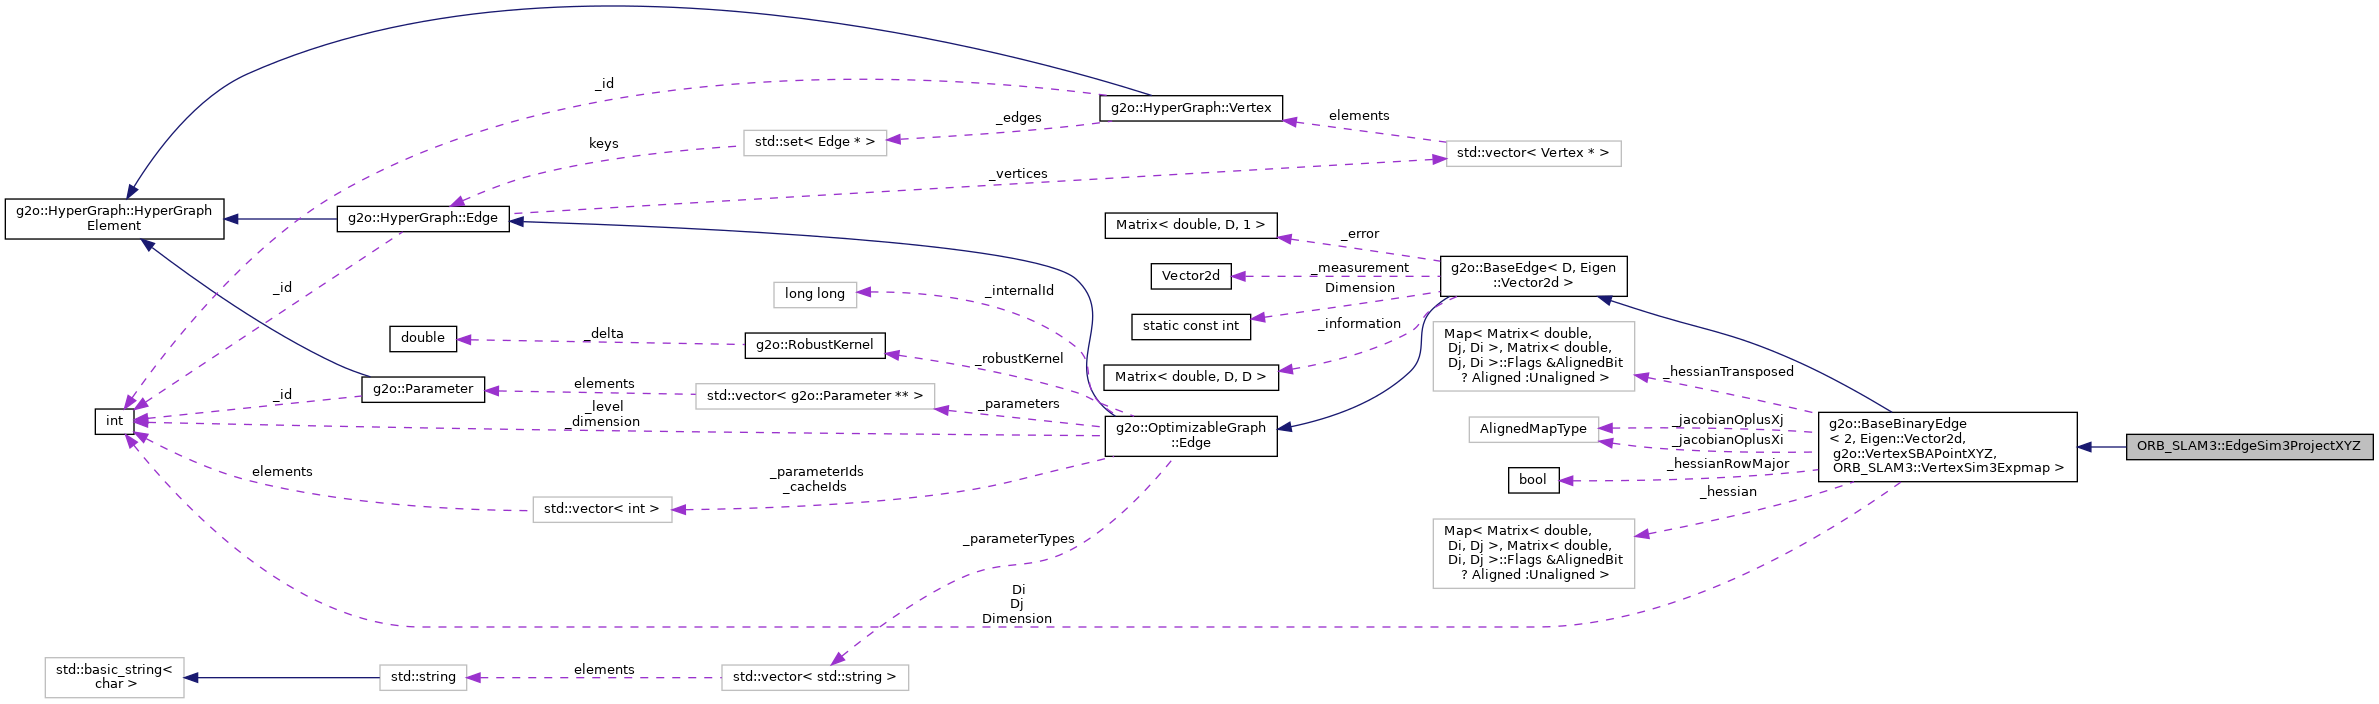 _id
g2o::HyperGraph::Vertex
_edges
elements
std::set< Edge * >
keys
std::vector< Vertex * >
_vertices
g2o::HyperGraph::HyperGraph
Element
g2o::HyperGraph::Edge
Matrix< double, D, 1 >
_error
g2o::BaseEdge< D, Eigen
::Vector2d >
_measurement
Vector2d
_id
long long
_internalId
Dimension
static const int
_information
double
_delta
g2o::RobustKernel
_robustKernel
Map< Matrix< double,
Dj, Di >, Matrix< double,
Dj, Di >::Flags &AlignedBit
? Aligned :Unaligned >
_hessianTransposed
Matrix< double, D, D >
g2o::Parameter
elements
std::vector< g2o::Parameter ** >
_parameters
_id
_level
_dimension
int
g2o::OptimizableGraph
::Edge
AlignedMapType
_jacobianOplusXj
_jacobianOplusXi
g2o::BaseBinaryEdge
< 2, Eigen::Vector2d,
g2o::VertexSBAPointXYZ,
ORB_SLAM3::VertexSim3Expmap >
ORB_SLAM3::EdgeSim3ProjectXYZ
_hessianRowMajor
bool
elements
_parameterIds
_cacheIds
_hessian
std::vector< int >
_parameterTypes
Map< Matrix< double,
Di, Dj >, Matrix< double,
Di, Dj >::Flags &AlignedBit
? Aligned :Unaligned >
Di
Dj
Dimension
std::basic_string<
char >
std::string
elements
std::vector< std::string >